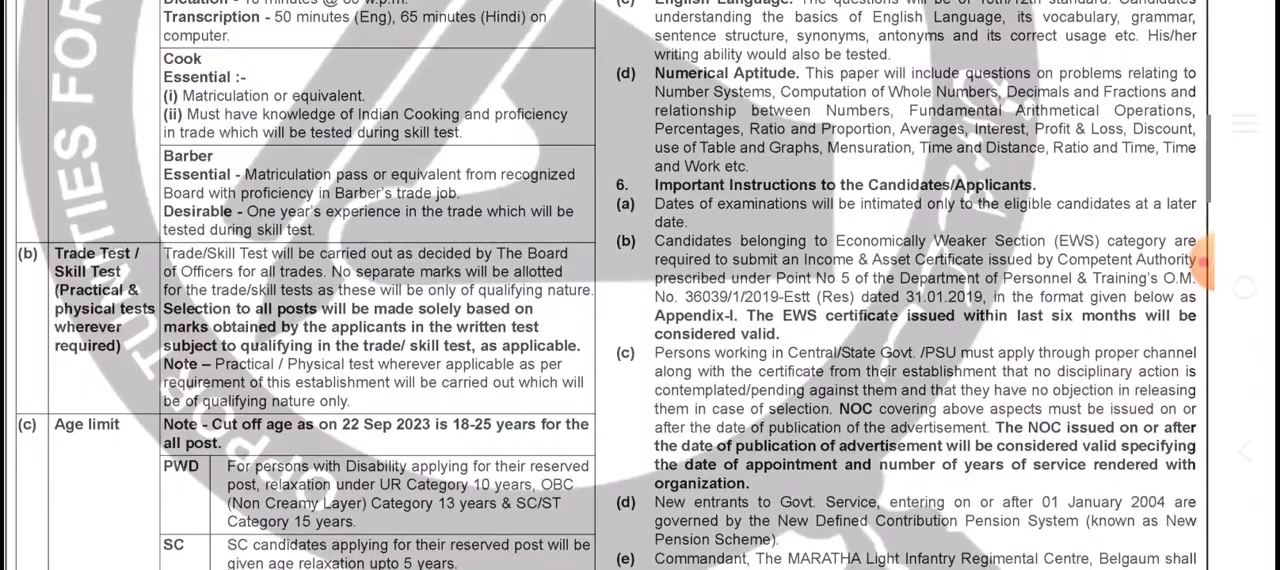 Dictation - 10 minutes @ 80 w.p.m.
Transcription - 50 minutes (Eng), 65 minutes (Hindi) on
computer.
Cook
Essential :-
(i) Matriculation or equivalent.
(ii) Must have knowledge of Indian Cooking and proficiency
in trade which will be tested during skill test.
Barber
Essential - Matriculation pass or equivalent from recognized
Board with proficiency in Barber's trade job.
Desirable - One year's experience in the trade which will be
tested during skill test.
(b) Trade Test /
Skill Test
(Practical &
physical tests
wherever
required)
Trade/Skill Test will be carried out as decided by The Board
of Officers for all trades. No separate marks will be allotted
for the trade/skill tests as these will be only of qualifying nature.
Selection to all posts will be made solely based on
marks obtained by the applicants in the written test
subject to qualifying in the trade/ skill test, as applicable.
Note – Practical / Physical test wherever applicable as per
requirement of this establishment will be carried out which will
be of qualifying nature only.
(c) Age limit
Note - Cut off age as on 22 Sep 2023 is 18-25 years for the
all post.
PWD
For persons with Disability applying for their reserved
post, relaxation under UR Category 10 years, OBC
(Non Creamy Layer) Category 13 years & SC/ST
Category 15 years.
SC
SC candidates applying for their reserved post will be
given age relaxation upto 5 years.
(c) English Language. The questions will be of 10th/12th standard. Candidates
understanding the basics of English Language, its vocabulary, grammar,
sentence structure, synonyms, antonyms and its correct usage etc. His/her
writing ability would also be tested.
(d) Numerical Aptitude. This paper will include questions on problems relating to
Number Systems, Computation of Whole Numbers, Decimals and Fractions and
relationship between Numbers, Fundamental Arithmetical Operations,
Percentages, Ratio and Proportion, Averages, Interest, Profit & Loss, Discount,
use of Table and Graphs, Mensuration, Time and Distance, Ratio and Time, Time
and Work etc.
6. Important Instructions to the Candidates/Applicants.
(a) Dates of examinations will be intimated only to the eligible candidates at a later
date.
(b) Candidates belonging to Economically Weaker Section (EWS) category are
required to submit an Income & Asset Certificate issued by Competent Authority
prescribed under Point No 5 of the Department of Personnel & Training's O.M.
No. 36039/1/2019-Estt (Res) dated 31.01.2019, in the format given below as
Appendix-I. The EWS certificate issued within last six months will be
considered valid.
(c) Persons working in Central/State Govt. /PSU must apply through proper channel
along with the certificate from their establishment that no disciplinary action is
contemplated/pending against them and that they have no objection in releasing
them in case of selection. NOC covering above aspects must be issued on or
after the date of publication of the advertisement. The NOC issued on or after
the date of publication of advertisement will be considered valid specifying
the date of appointment and number of years of service rendered with
organization.
(d) New entrants to Govt. Service, entering on or after 01 January 2004 are
governed by the New Defined Contribution Pension System (known as New
Pension Scheme).
(e) Commandant, The MARATHA Light Infantry Regimental Centre, Belgaum shall
OPPORTUNITIES FOR